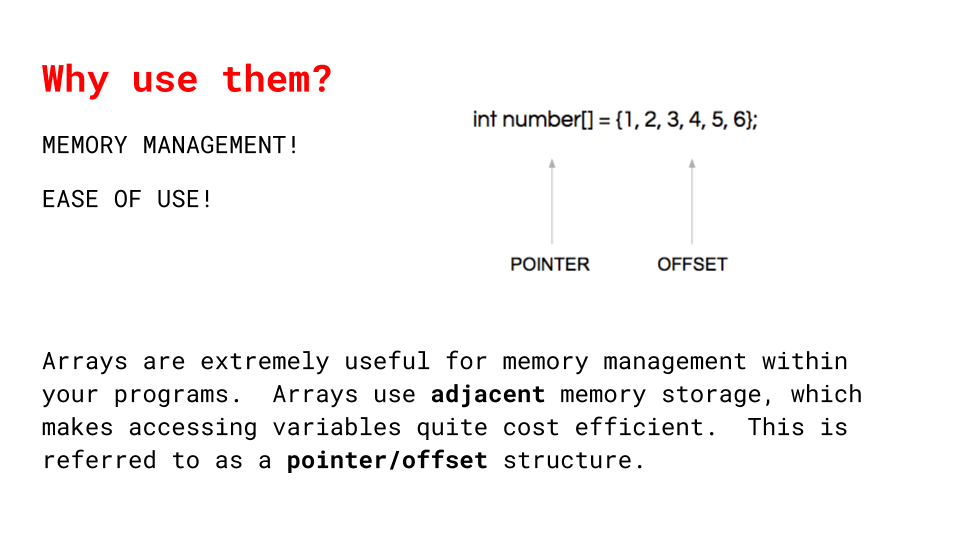 Why use them?
MEMORY MANAGEMENT!
EASE OF USE!
int number[] = {1, 2, 3, 4, 5, 6};
POINTER OFFSET
Arrays are extremely useful for memory management within
your programs.  Arrays use adjacent memory storage, which
makes accessing variables quite cost efficient.  This is
referred to as a pointer/offset structure.